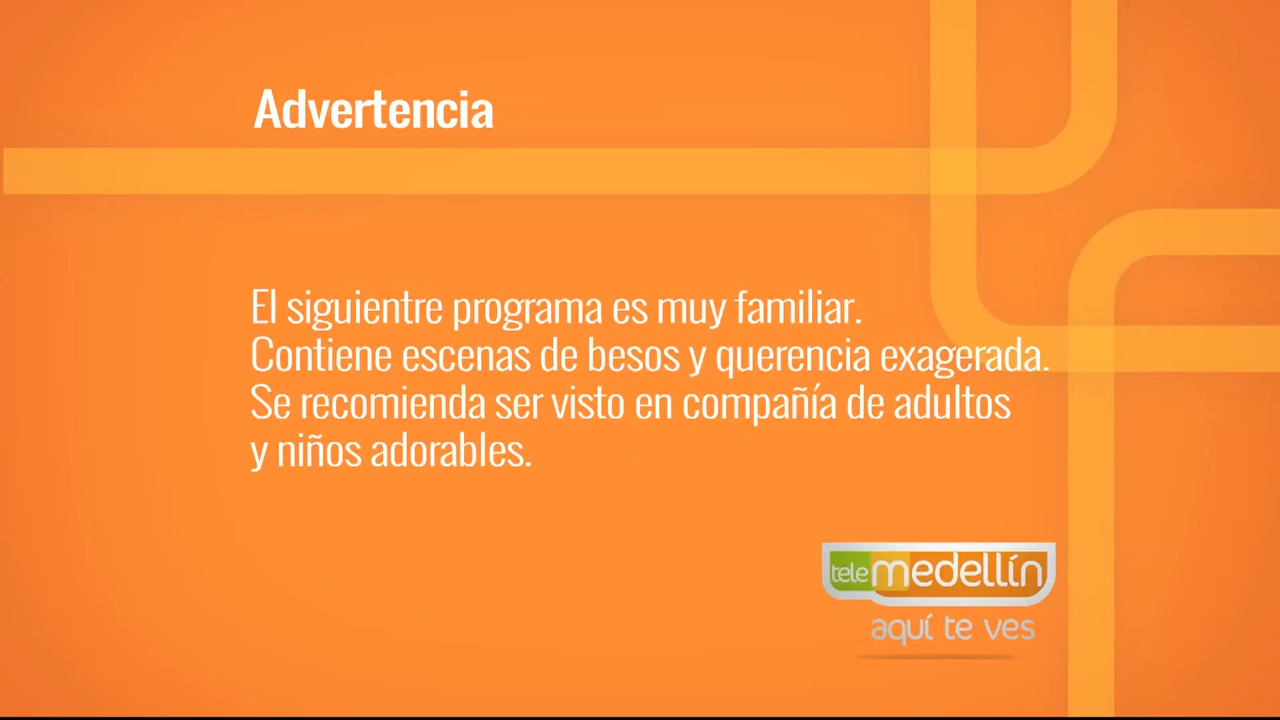 Advertencia
El siguientre programa es muy familiar.
Contiene escenas de besos y querencia exagerada.
Se recomienda ser visto en compañía de adultos
y niños adorables.
tele medellín
aquí te ves